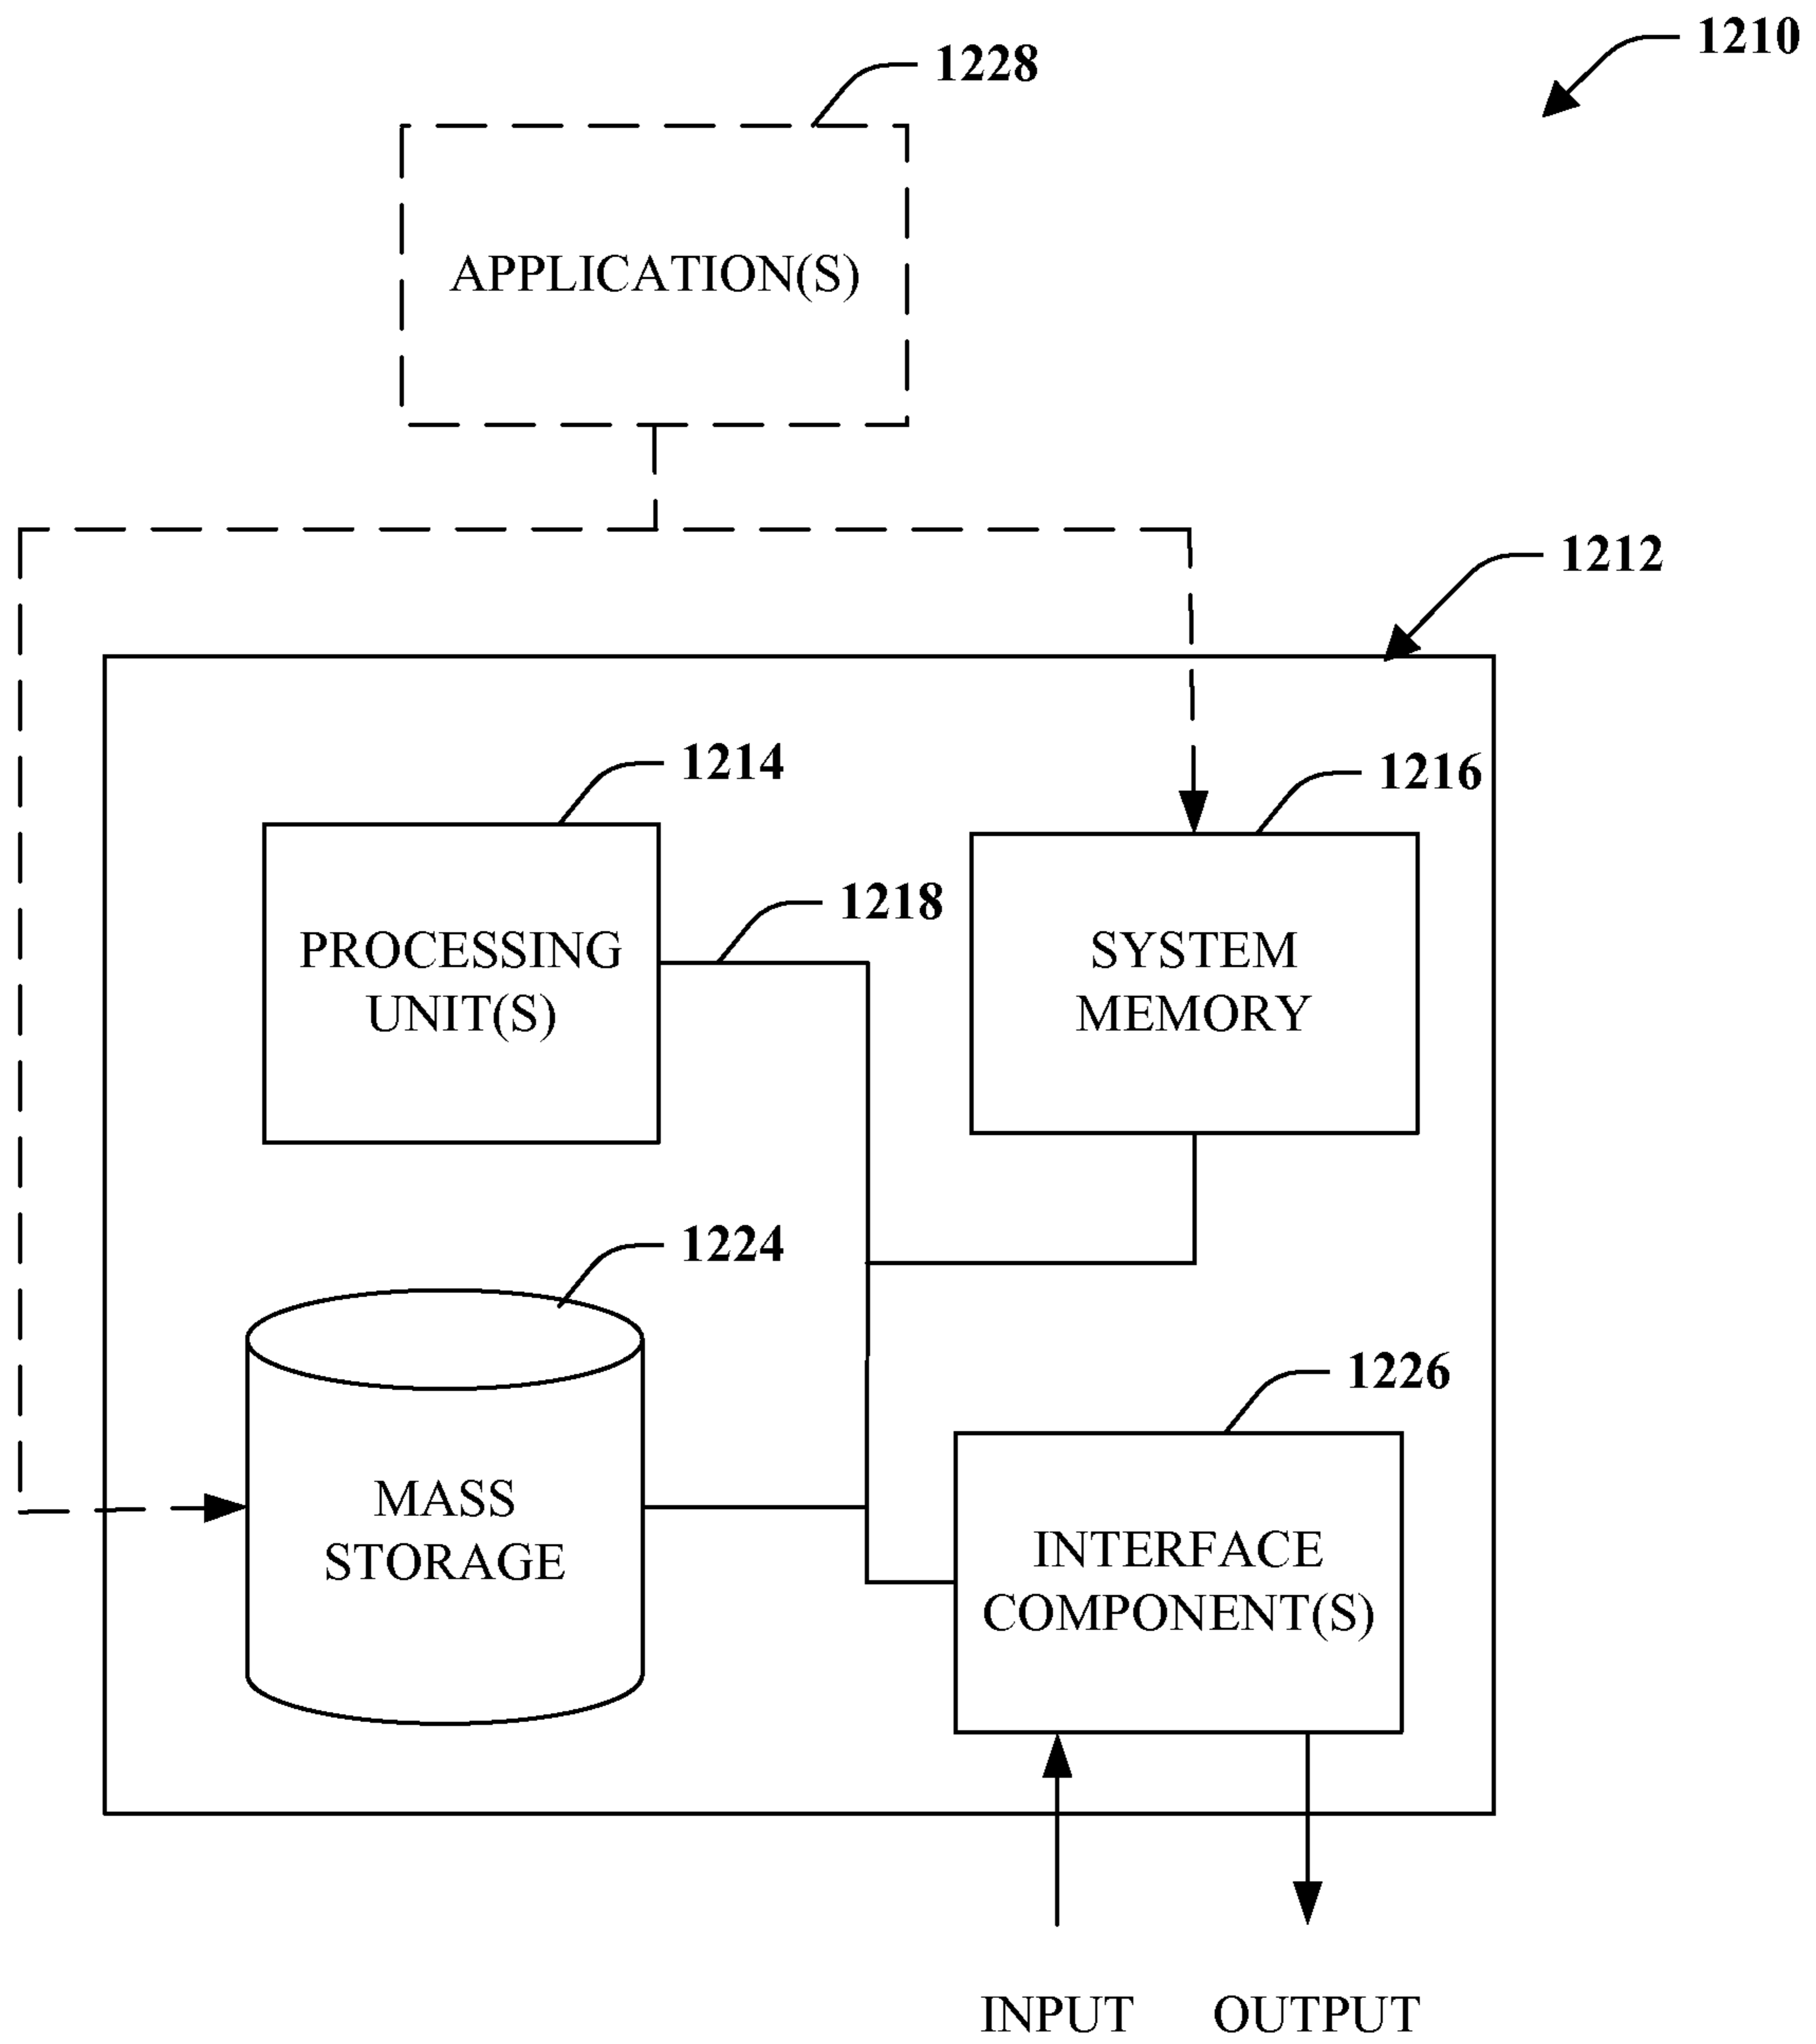 1210
1228
APPLICATION(S)
1212
1214
1216
1218
PROCESSING
UNIT(S)
SYSTEM
MEMORY
1224
1226
MASS
STORAGE
INTERFACE
COMPONENT(S)
INPUT
OUTPUT